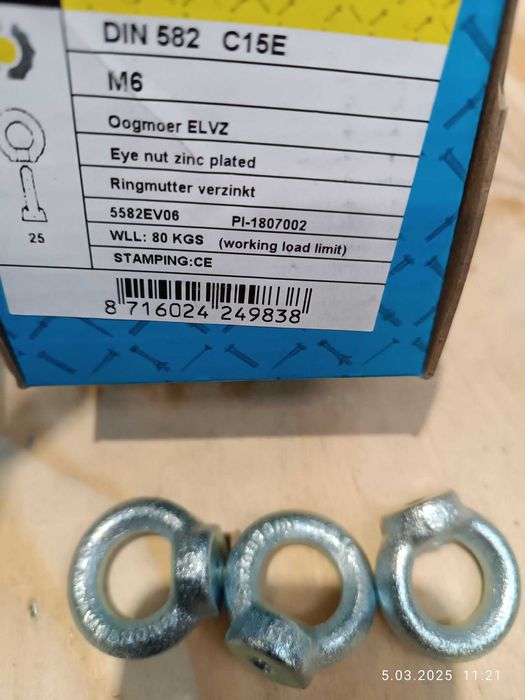 DIN 582 C15E
M6
Oogmoer ELVZ
Eye nut zinc plated
Ringmutter verzinkt
5582EV06 PI-1807002
25
WLL: 80 KGS (working load limit)
STAMPING:CE
8 716024 249838
5.03.2025 11:21